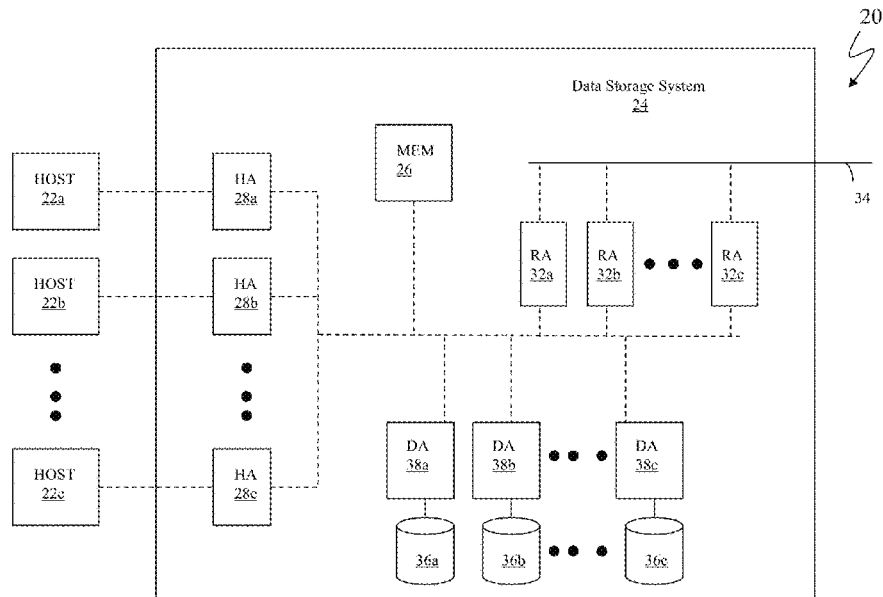 20
Data Storage System
24
MEM
26
HOST
22a
HA
28a
34
RA
32a
RA
32b
RA
32c
HOST
22b
HA
28b
DA
38a
DA
38b
DA
38c
HOST
22c
HA
28c
36a
36b
36c